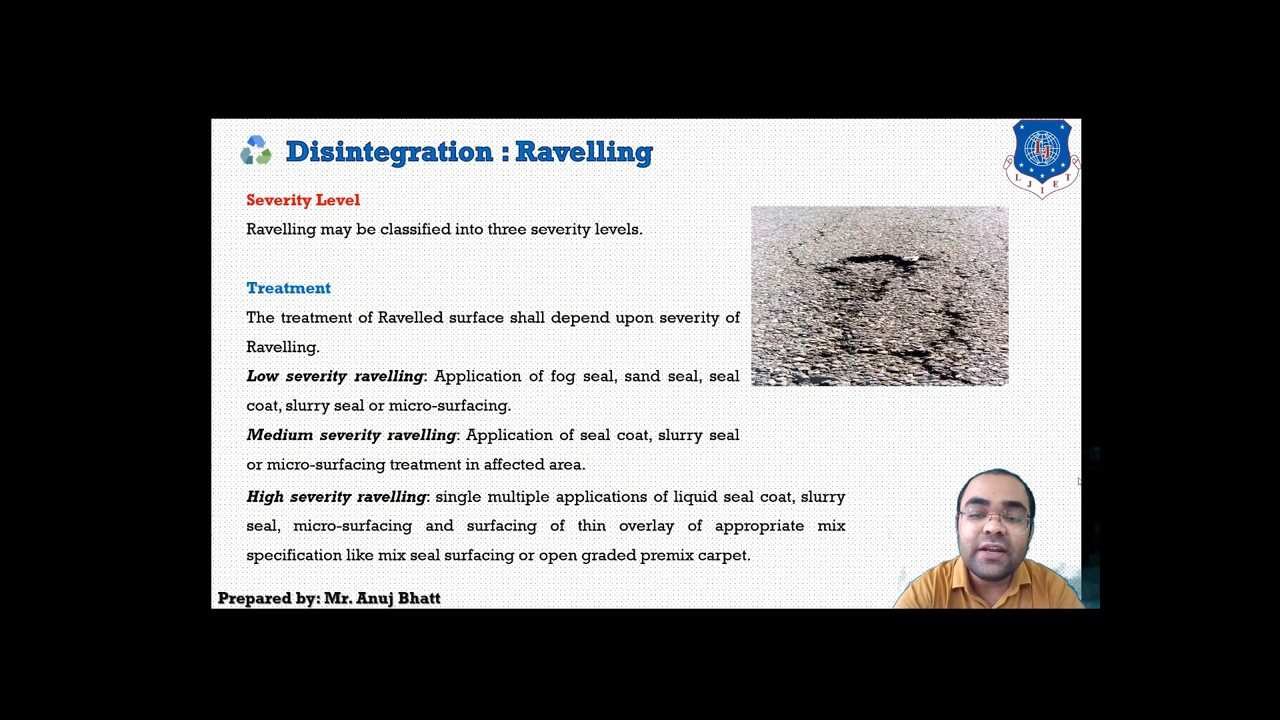 Disintegration : Ravelling
LJIET
LJ
Severity Level
Ravelling may be classified into three severity levels.
Treatment
The treatment of Ravelled surface shall depend upon severity of
Ravelling.
Low severity ravelling: Application of fog seal, sand seal, seal
coat, slurry seal or micro-surfacing.
Medium severity ravelling: Application of seal coat, slurry seal
or micro-surfacing treatment in affected area.
High severity ravelling: single multiple applications of liquid seal coat, slurry
seal, micro-surfacing and surfacing of thin overlay of appropriate mix
specification like mix seal surfacing or open graded premix carpet.
Prepared by: Mr. Anuj Bhatt